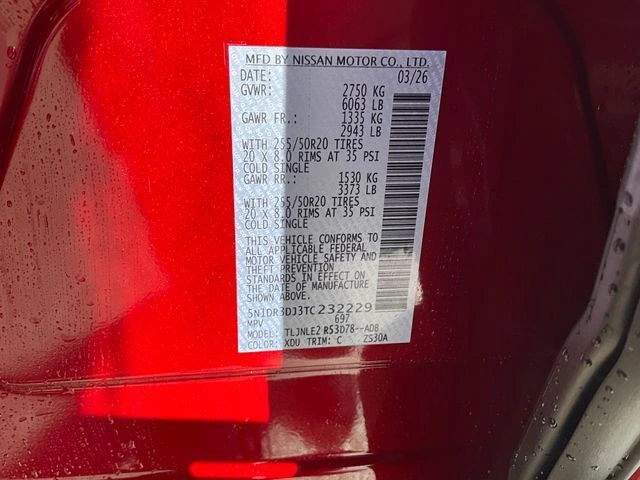 MFD BY NISSAN MOTOR CO., LTD.
DATE: 03/26
GVWR: 2750 KG
6063 LB
GAWR FR.: 1335 KG
2943 LB
WITH 255/50R20 TIRES
20 X 8.0 RIMS AT 35 PSI
COLD SINGLE
GAWR RR.: 1530 KG
3373 LB
WITH 255/50R20 TIRES
20 X 8.0 RIMS AT 35 PSI
COLD SINGLE
THIS VEHICLE CONFORMS TO
ALL APPLICABLE FEDERAL
MOTOR VEHICLE SAFETY AND
THEFT PREVENTION
STANDARDS IN EFFECT ON
THE DATE OF MANUFACTURE
SHOWN ABOVE.
5N1DR3DJ3TC232229
MPV 697
MODEL: TLJNLE2 R53D78--ADB
COLOR: XDU TRIM: C ZS30A